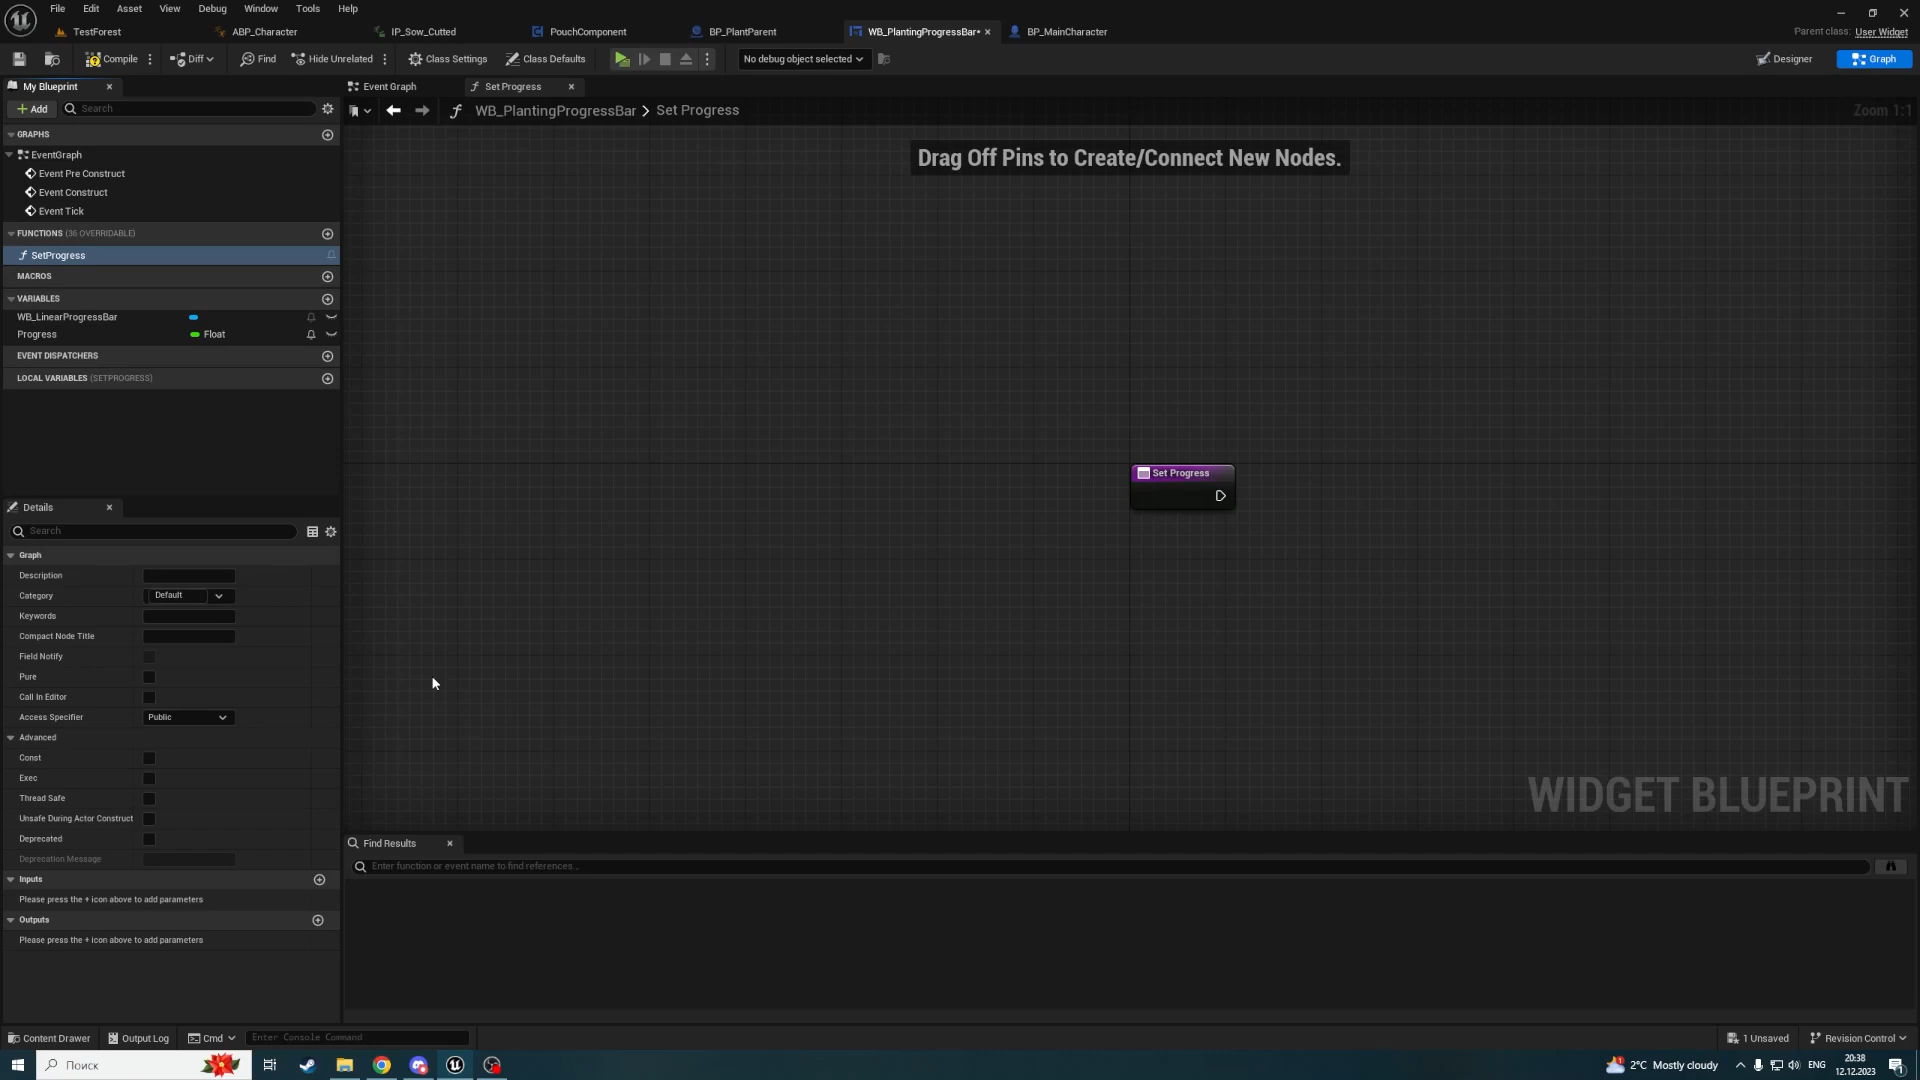 File Edit Asset View Debug Window Tools Help
TestForest ABP_Character IP_Sow_Cutted PouchComponent BP_PlantParent WB_PlantingProgressBar• BP_MainCharacter Parent class: User Widget
Compile Diff Find Hide Unrelated Class Settings Class Defaults No debug object selected Designer Graph
My Blueprint Event Graph Set Progress
Add Search WB_PlantingProgressBar > Set Progress Zoom 1:1
GRAPHS
Drag Off Pins to Create/Connect New Nodes.
EventGraph
Event Pre Construct
Event Construct
Event Tick
FUNCTIONS (36 OVERRIDABLE)
SetProgress
MACROS
VARIABLES
WB_LinearProgressBar
Progress Float
EVENT DISPATCHERS
LOCAL VARIABLES (SETPROGRESS)
Set Progress
Details
Search
Graph
Description
Category Default
Keywords
Compact Node Title
Field Notify
Pure
Call In Editor
Access Specifier Public
Advanced
Const
Exec
Thread Safe
WIDGET BLUEPRINT
Unsafe During Actor Construct
Deprecated
Find Results
Deprecation Message
Enter function or event name to find references...
Inputs
Please press the + icon above to add parameters
Outputs
Please press the + icon above to add parameters
Content Drawer Output Log Cmd Enter Console Command 1 Unsaved Revision Control
Поиск 2°C Mostly cloudy ENG 20:38
12.12.2023